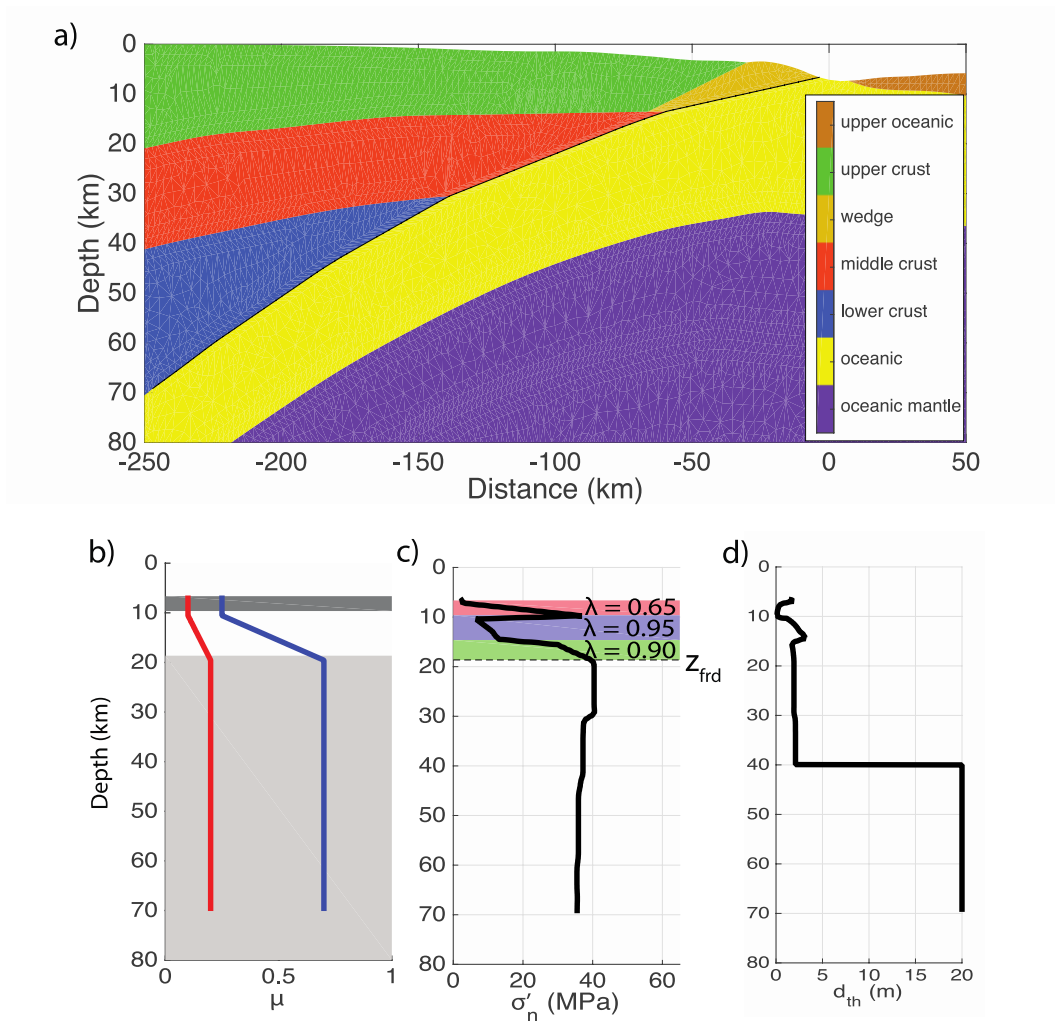 a)
0
10
20
30
40
50
60
70
80
Depth (km)
-250
-200
-150
-100
-50
0
50
Distance (km)
upper oceanic
upper crust
wedge
middle crust
lower crust
oceanic
oceanic mantle
b)
0
10
20
30
40
50
60
70
80
Depth (km)
0
0.5
1
μ
c)
0
10
20
30
40
50
60
70
80
λ = 0.65
λ = 0.95
λ = 0.90
z_frd
0
20
40
60
σ'_n (MPa)
d)
0
10
20
30
40
50
60
70
80
0
5
10
15
20
d_th (m)